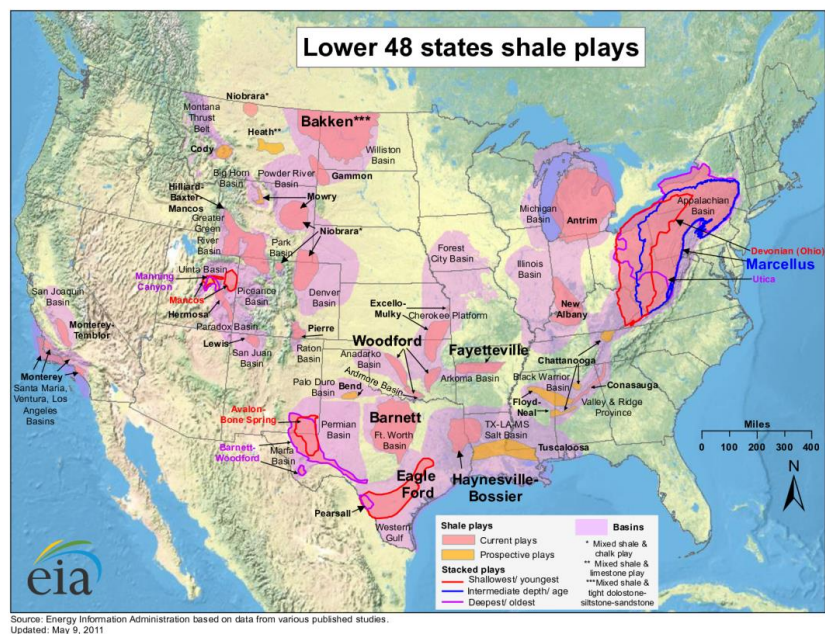 Lower 48 states shale plays
Niobrara*
Montana
Thrust
Belt
Bakken***
Heath**
Cody
Williston
Basin
Big Horn
Basin
Powder River
Basin
Gammon
Hilliard-
Baxter-
Mancos
Mowry
Greater
Green
River
Basin
Niobrara*
Park
Basin
Michigan
Basin
Antrim
Appalachian
Basin
Devonian (Ohio)
Marcellus
Utica
Forest
City Basin
Illinois
Basin
Uinta Basin
Manning
Canyon
Mancos
Piceance
Basin
Denver
Basin
San Joaquin
Basin
Hermosa
Paradox Basin
Excello-
Mulky
Cherokee Platform
New
Albany
Monterey-
Temblor
Pierre
Lewis
San Juan
Basin
Raton
Basin
Woodford
Anadarko
Basin
Fayetteville
Chattanooga
Monterey
Santa Maria,
Ventura, Los
Angeles
Basins
Palo Duro
Basin
Bend
Ardmore Basin
Arkoma Basin
Black Warrior
Basin
Conasauga
Floyd-
Neal
Valley & Ridge
Province
Avalon-
Bone Spring
Permian
Basin
Barnett
Ft. Worth
Basin
TX-LA-MS
Salt Basin
Tuscaloosa
Barnett-
Woodford
Marfa
Basin
Eagle
Ford
Haynesville-
Bossier
Pearsall
Western
Gulf
Miles
0 100 200 300 400
N
Shale plays
Current plays
Prospective plays
Stacked plays
Shallowest/ youngest
Intermediate depth/ age
Deepest/ oldest
Basins
* Mixed shale &
chalk play
** Mixed shale &
limestone play
***Mixed shale &
tight dolostone-
siltstone-sandstone
eia
Source: Energy Information Administration based on data from various published studies.
Updated: May 9, 2011